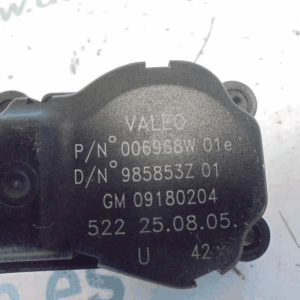 VALEO
P/N° 006988W 01e
D/N° 985853Z 01
GM 09180204
522 25.08.05.
U 42